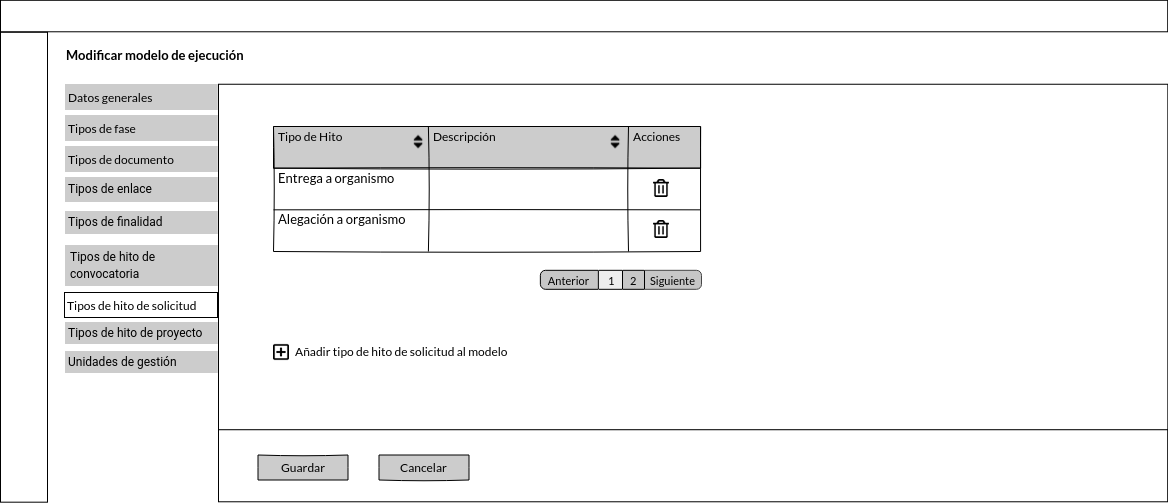 Modificar modelo de ejecución
Datos generales
Tipos de fase
Tipos de documento
Tipos de enlace
Tipos de finalidad
Tipos de hito de
convocatoria
Tipos de hito de solicitud
Tipos de hito de proyecto
Unidades de gestión
Tipo de Hito Descripción Acciones
Entrega a organismo
Alegación a organismo
Anterior 1 2 Siguiente
Añadir tipo de hito de solicitud al modelo
Guardar Cancelar